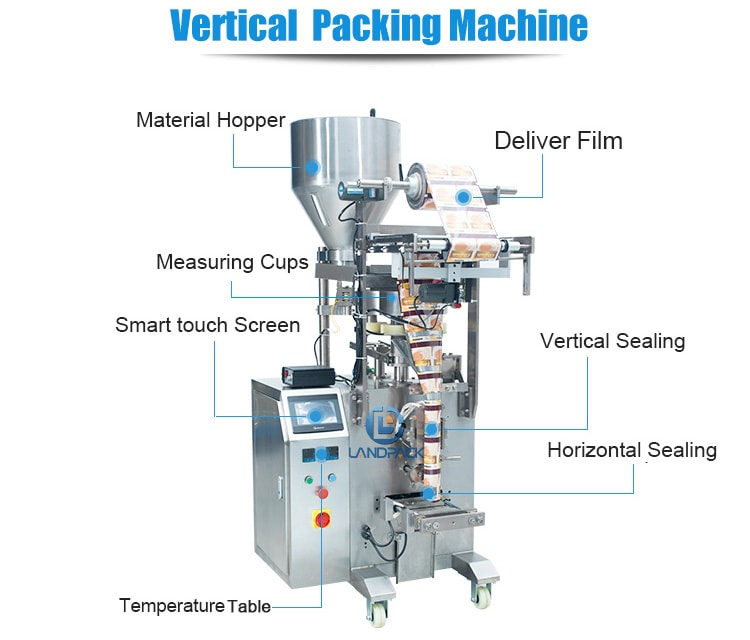 Vertical Packing Machine
Material Hopper
Deliver Film
Measuring Cups
Smart touch Screen
Vertical Sealing
LANDPACK
Horizontal Sealing
Temperature Table